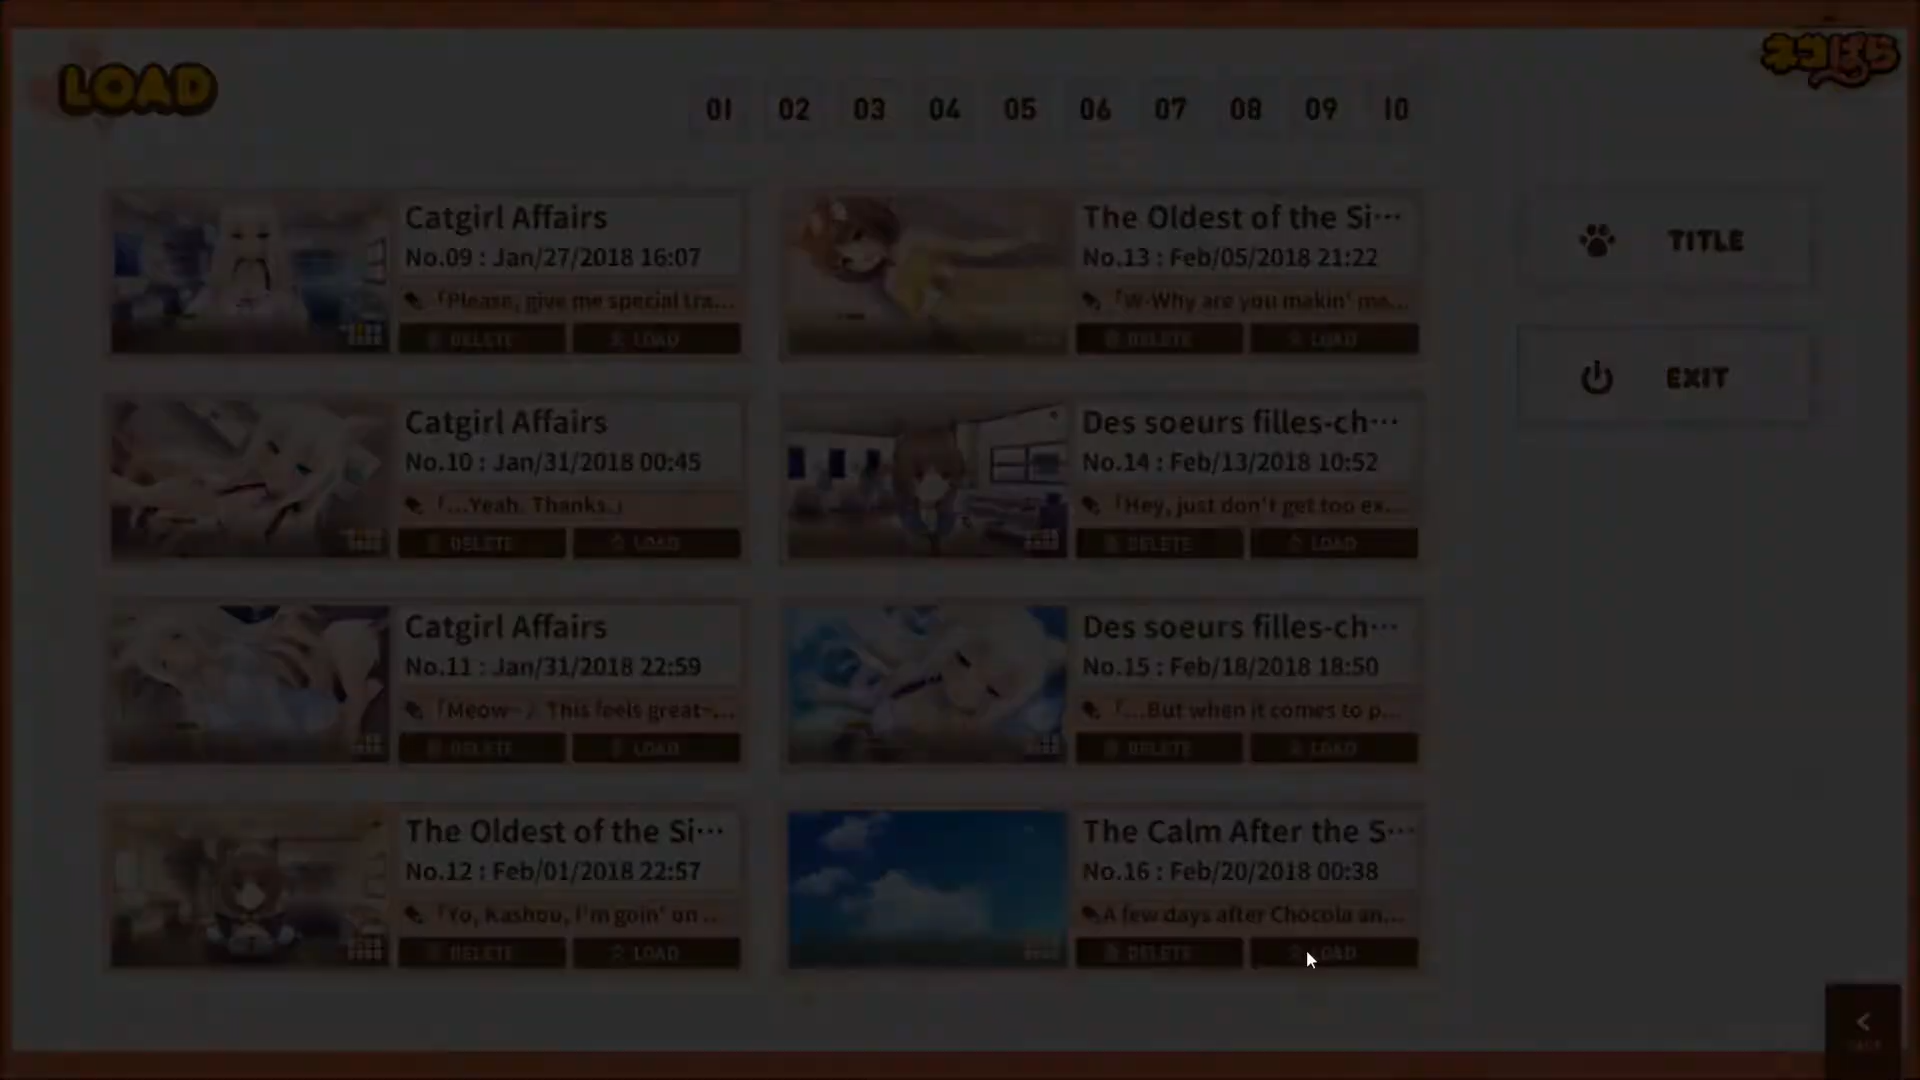 LOAD
ネコぱら
01 02 03 04 05 06 07 08 09 10
Catgirl Affairs
No.09 : Jan/27/2018 16:07
「Please, give me special tra...
DELETE LOAD
The Oldest of the Si···
No.13 : Feb/05/2018 21:22
「W-Why are you makin' me...
DELETE LOAD
TITLE
EXIT
Catgirl Affairs
No.10 : Jan/31/2018 00:45
「...Yeah. Thanks.」
DELETE LOAD
Des soeurs filles-ch···
No.14 : Feb/13/2018 10:52
「Hey, just don't get too ex...
DELETE LOAD
Catgirl Affairs
No.11 : Jan/31/2018 22:59
「Meow~♪ This feels great~...
DELETE LOAD
Des soeurs filles-ch···
No.15 : Feb/18/2018 18:50
「...But when it comes to p...
DELETE LOAD
The Oldest of the Si···
No.12 : Feb/01/2018 22:57
「Yo, Kashou, I'm goin' on ...
DELETE LOAD
The Calm After the S···
No.16 : Feb/20/2018 00:38
A few days after Chocola an...
DELETE LOAD